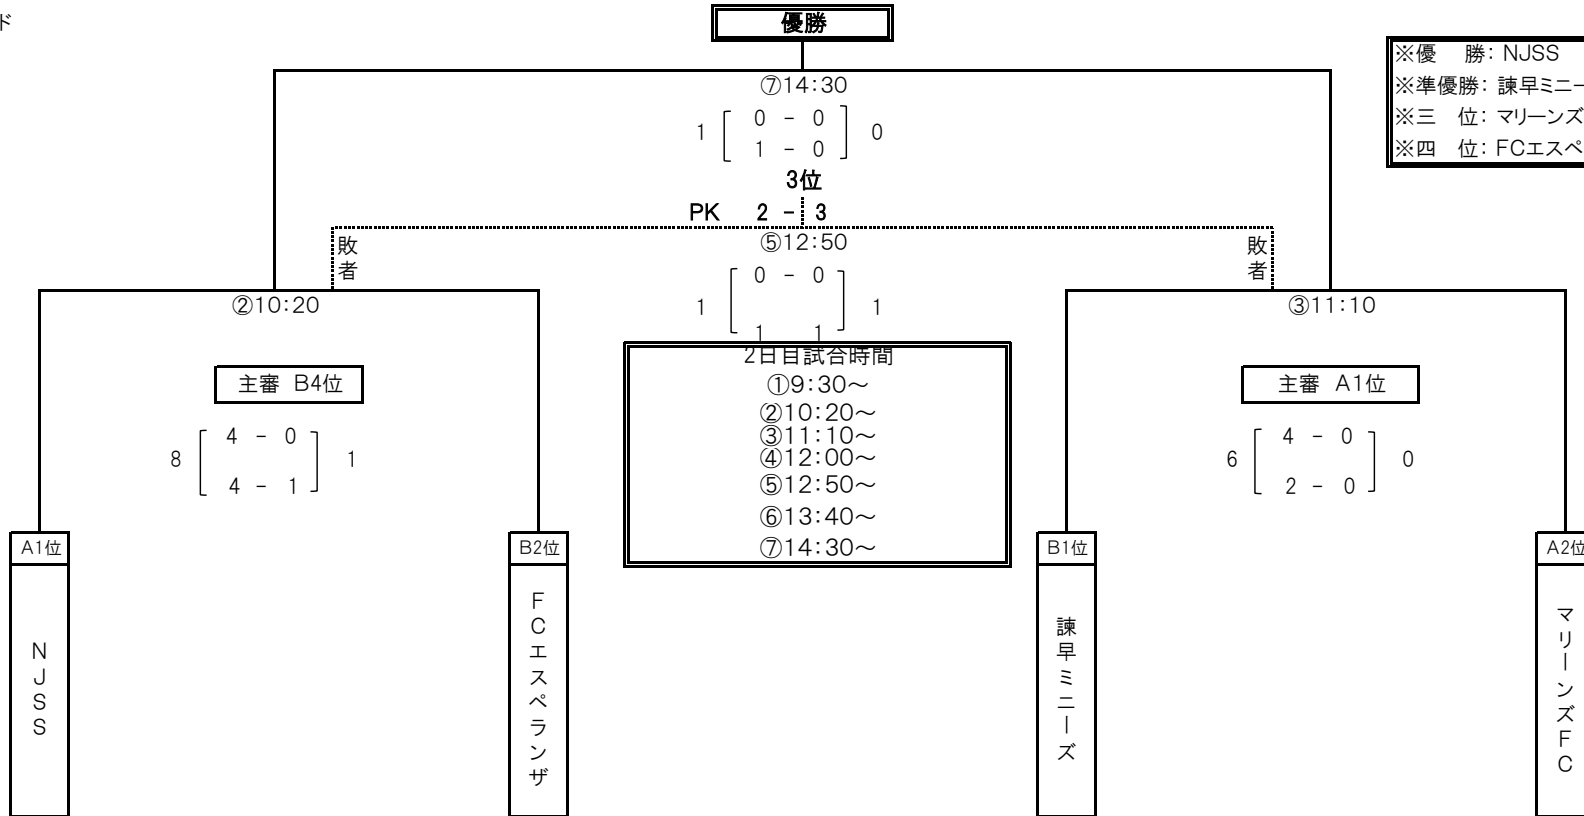 ド
優勝
※優　勝： NJSS
※準優勝： 諫早ミニー
※三　位： マリーンズ
※四　位： FCエスペ
⑦14：30
1 0 - 0 0
1 - 0
3位
PK 2 - 3
⑤12：50
敗者
敗者
0 - 0
1 1
1 1
②10：20
③11：10
2日目試合時間
①9：30～
②10：20～
③11：10～
④12：00～
⑤12：50～
⑥13：40～
⑦14：30～
主審 B4位
主審 A1位
4 - 0
8 1
4 - 1
4 - 0
6 0
2 - 0
A1位
B2位
B1位
A2位
NJSS
FCエスペランザ
諫早ミニーズ
マリーンズFC